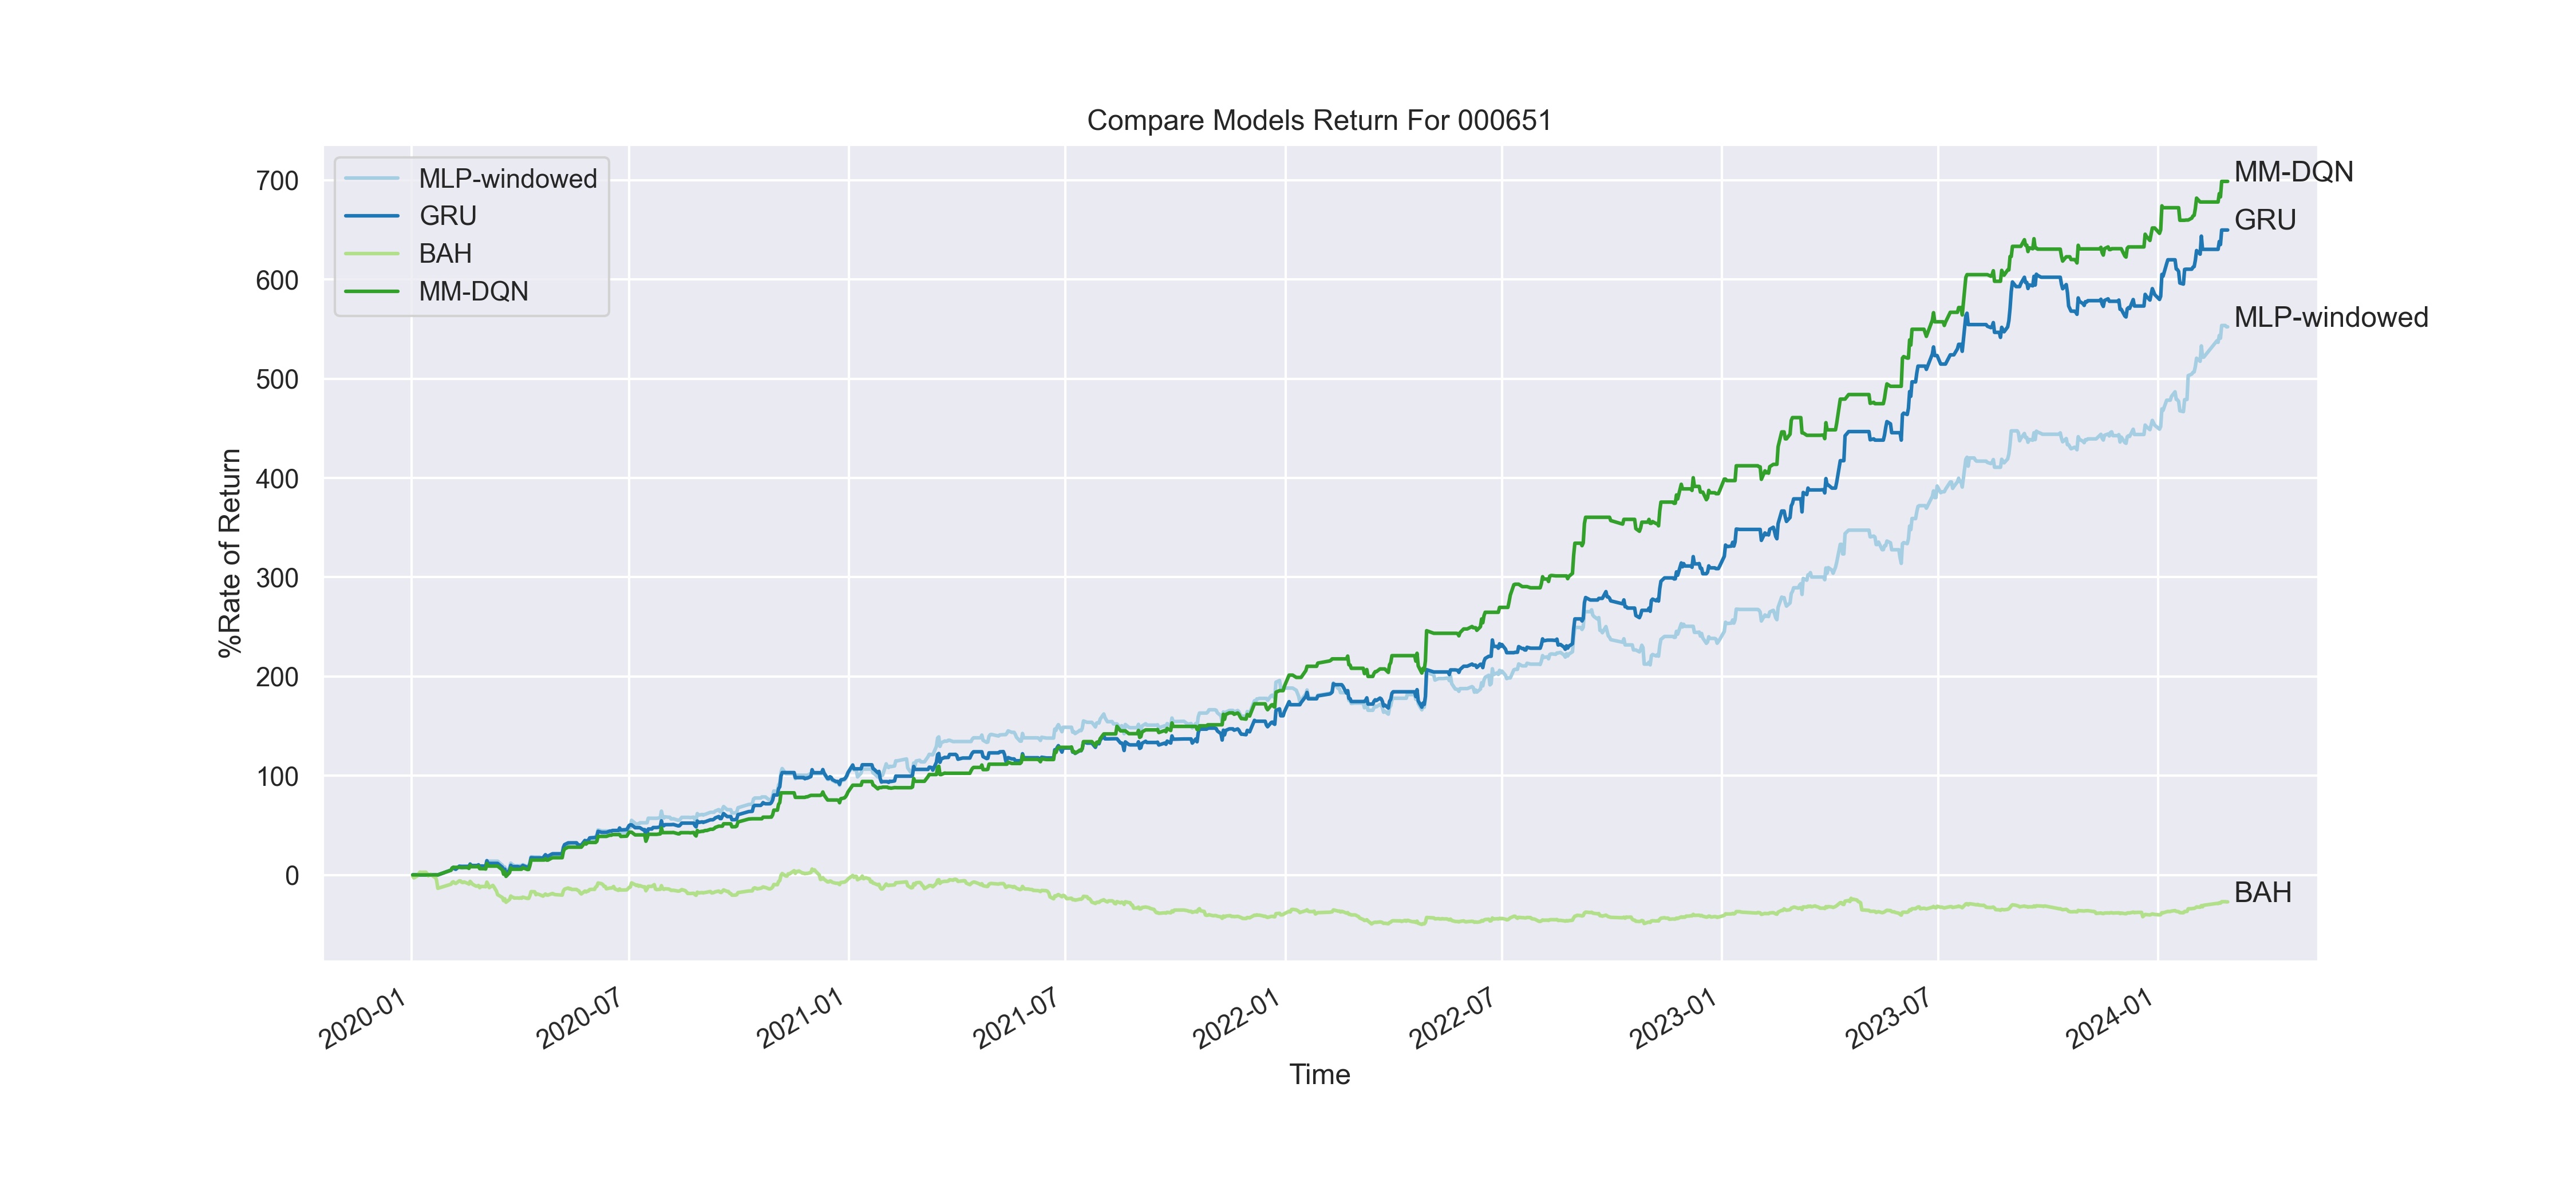 Compare Models Return For 000651
MLP-windowed
GRU
BAH
MM-DQN
%Rate of Return
700
600
500
400
300
200
100
0
MM-DQN
GRU
MLP-windowed
BAH
2020-01
2020-07
2021-01
2021-07
2022-01
2022-07
2023-01
2023-07
2024-01
Time